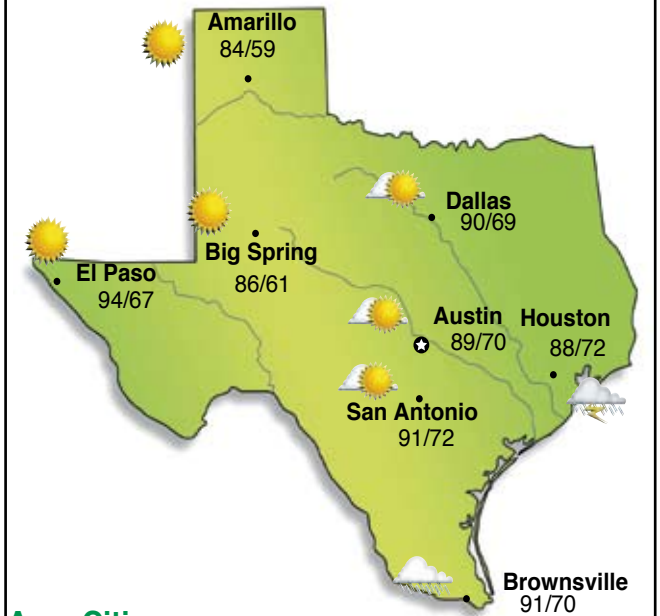 Amarillo
84/59
Dallas
90/69
Big Spring
86/61
El Paso
94/67
Austin
89/70
Houston
88/72
San Antonio
91/72
Brownsville
91/70